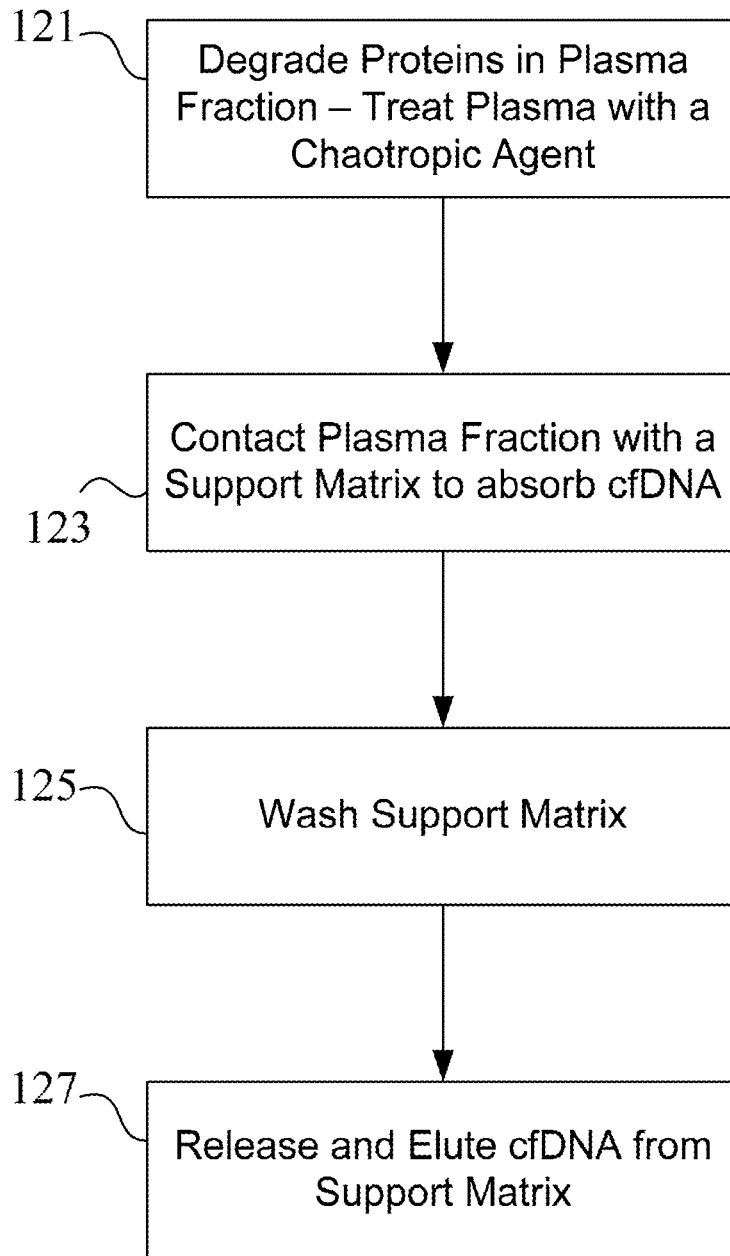 121
Degrade Proteins in Plasma
Fraction – Treat Plasma with a
Chaotropic Agent
Contact Plasma Fraction with a
Support Matrix to absorb cfDNA
123
125
Wash Support Matrix
127
Release and Elute cfDNA from
Support Matrix